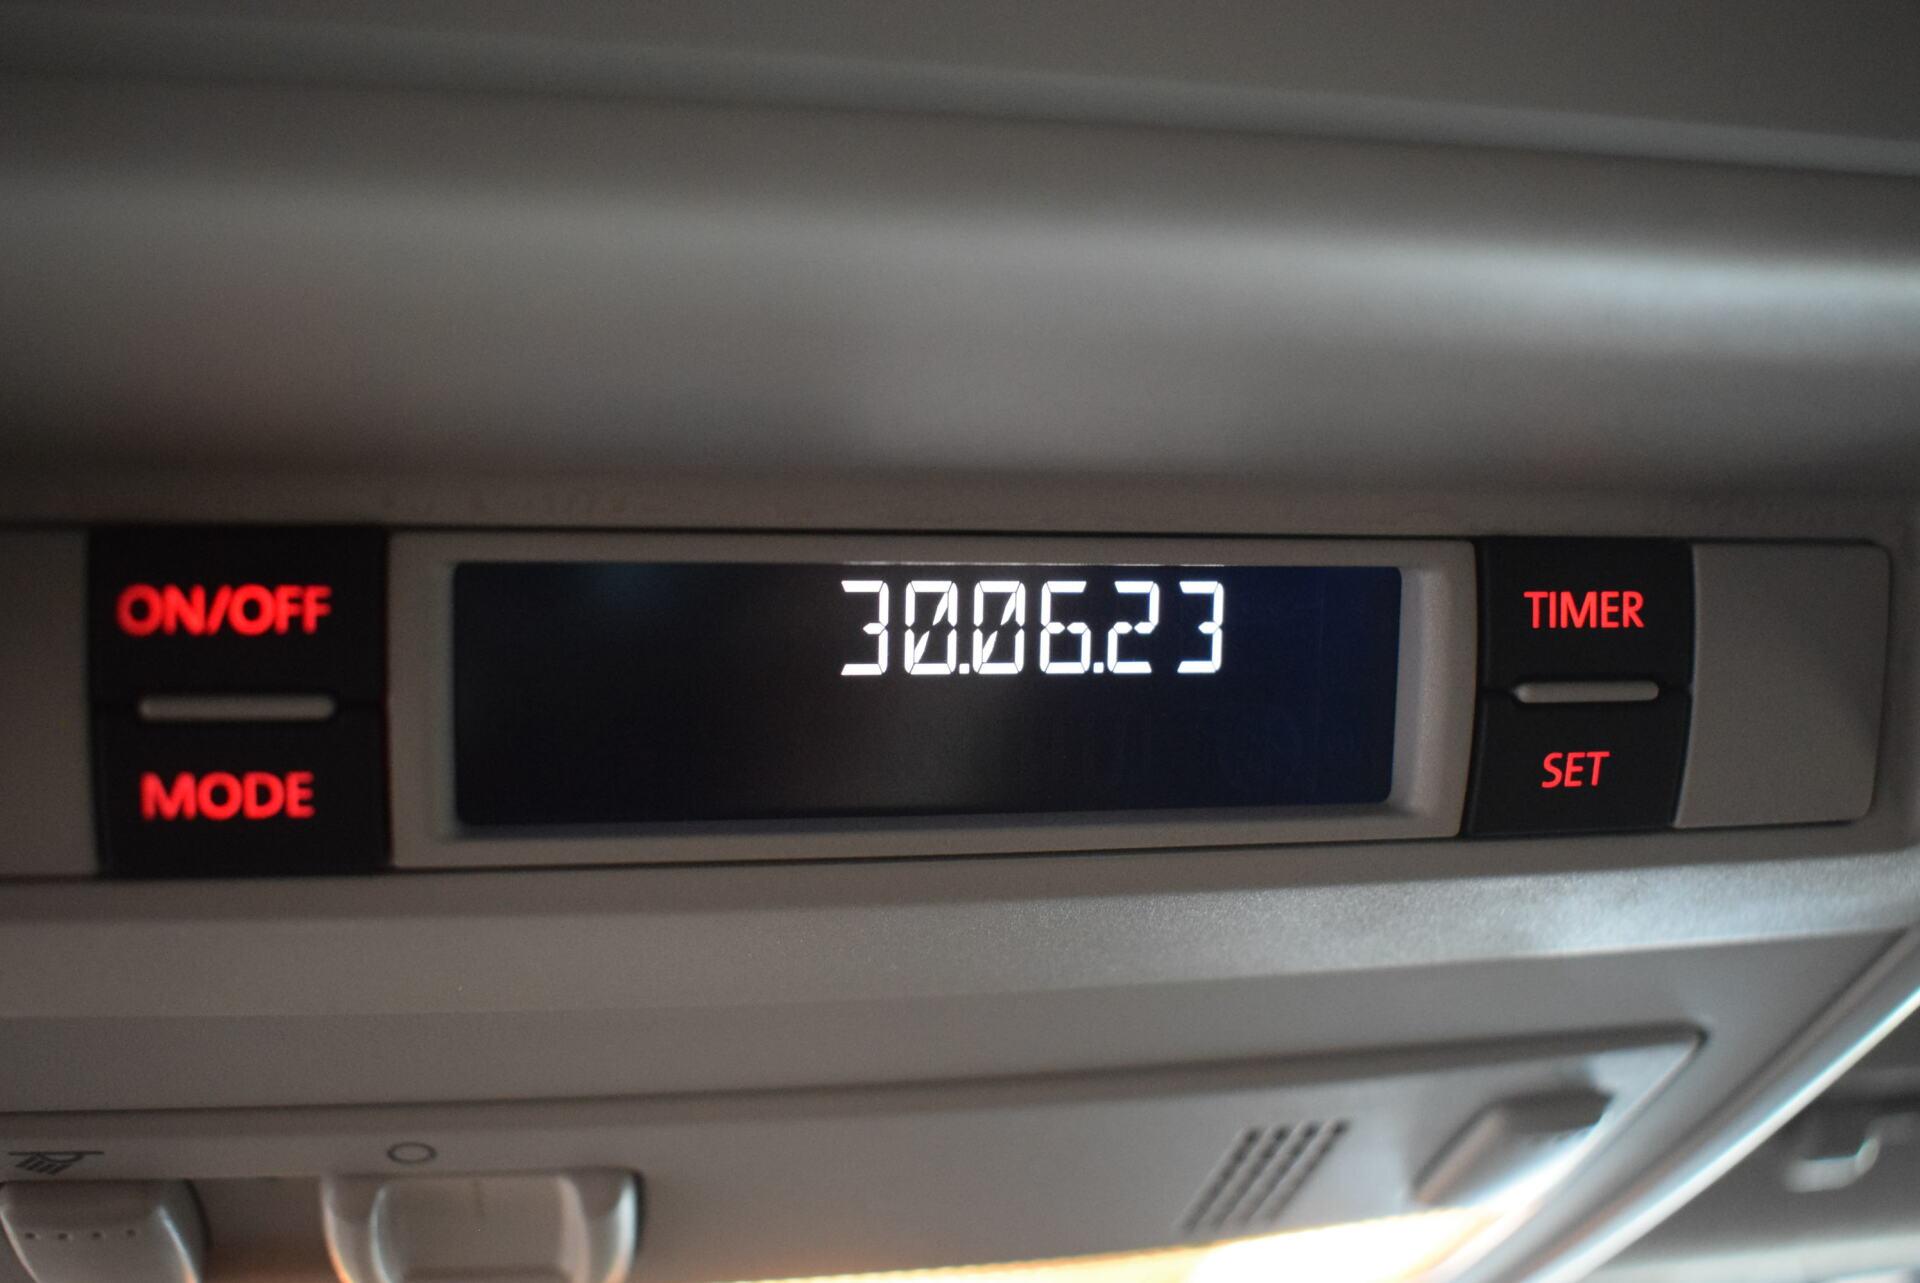 ON/OFF
MODE
30.06.23
TIMER
SET